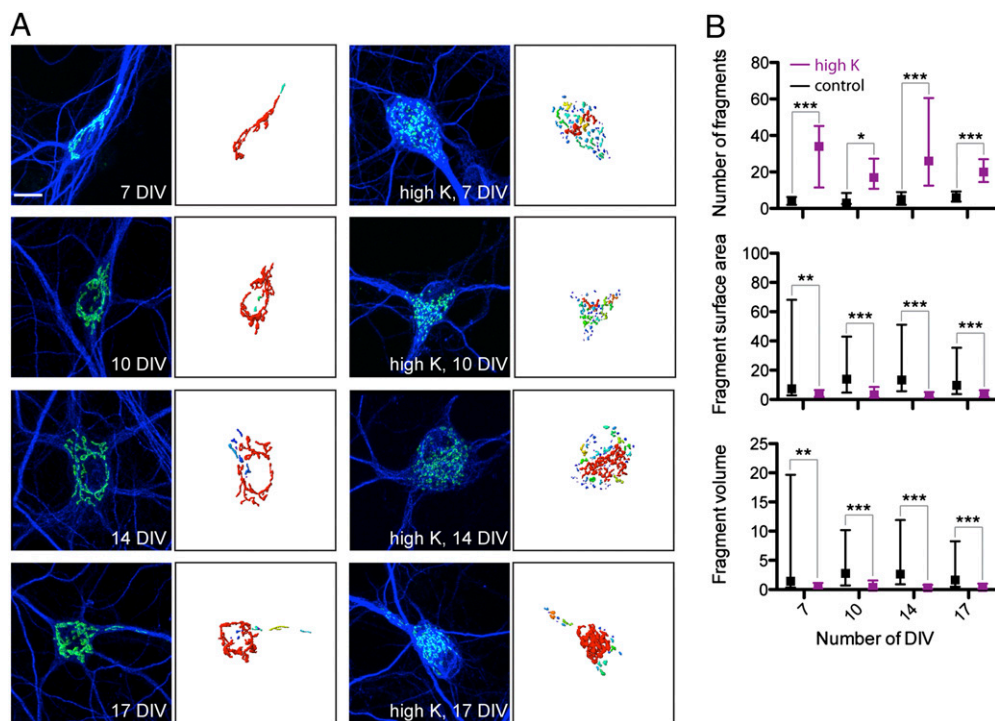 A
7 DIV
high K, 7 DIV
10 DIV
high K, 10 DIV
14 DIV
high K, 14 DIV
17 DIV
high K, 17 DIV
B
high K
control
Number of fragments
80
60
40
20
0
***
*
***
***
Fragment surface area
100
80
60
40
20
0
**
***
***
***
Fragment volume
25
20
15
10
5
0
**
***
***
***
7
10
14
17
Number of DIV